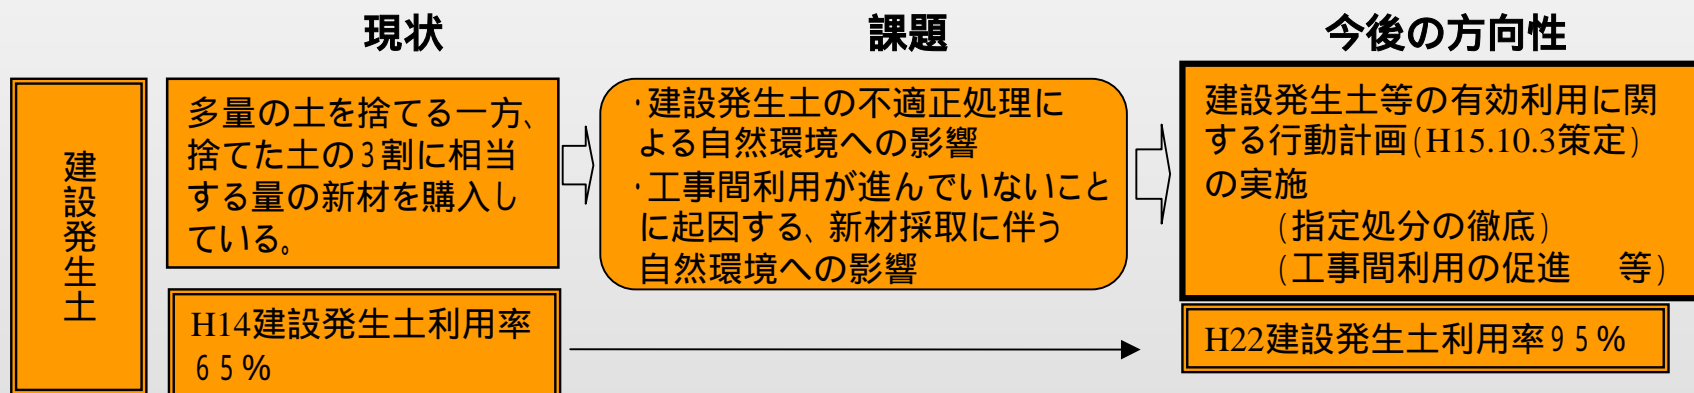 現状
課題
今後の方向性
建設発生土
多量の土を捨てる一方、
捨てた土の3割に相当
する量の新材を購入し
ている。
H14建設発生土利用率
65%
・建設発生土の不適正処理に
よる自然環境への影響
・工事間利用が進んでいないこと
に起因する、新材採取に伴う
自然環境への影響
建設発生土等の有効利用に関
する行動計画(H15.10.3策定)
の実施
(指定処分の徹底)
(工事間利用の促進 等)
H22建設発生土利用率95%